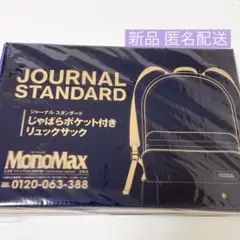 新品 匿名配送
JOURNAL
STANDARD
ジャーナル スタンダード
じゃばらポケット付き
リュックサック
MonoMax
0120-063-388